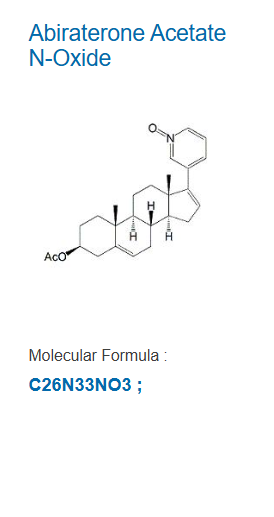 Abiraterone Acetate
N-Oxide
O
N
H
H
H
AcO
Molecular Formula :
C26N33NO3 ;